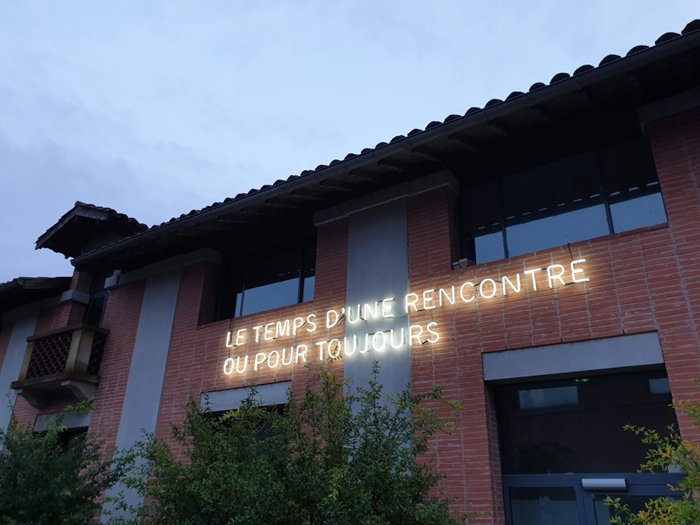 LE TEMPS D'UNE RENCONTRE
OU POUR TOUJOURS